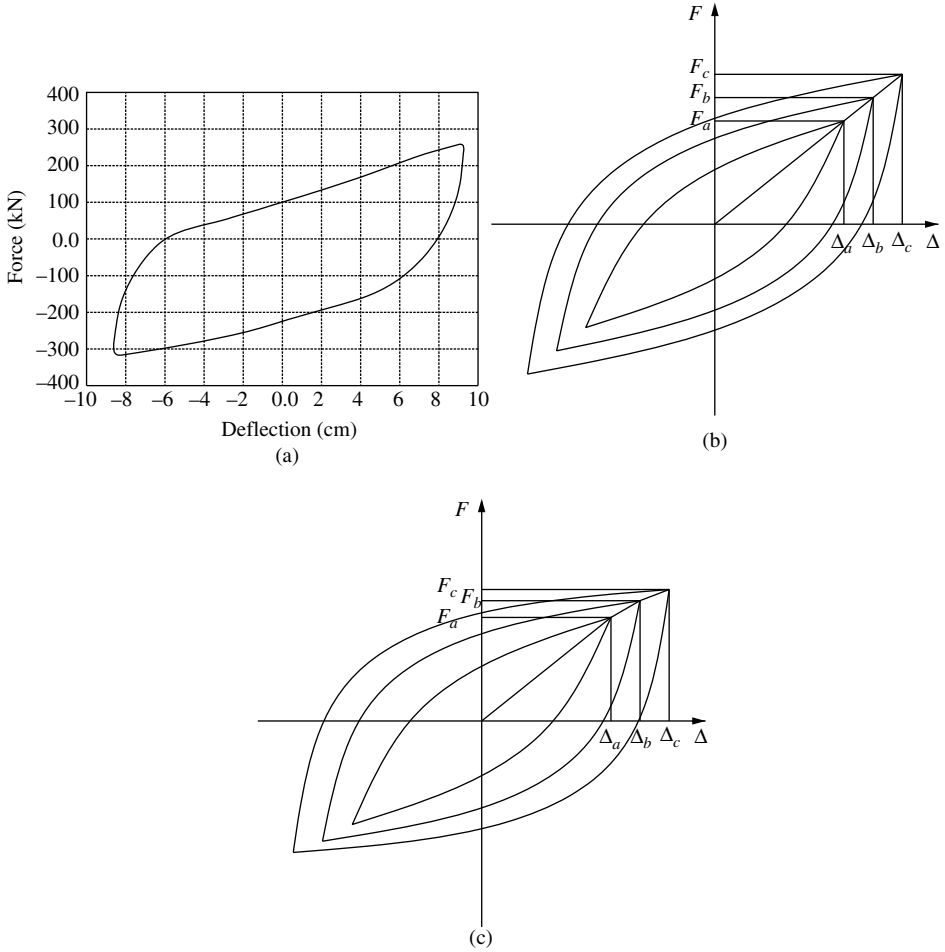 400
300
200
100
0.0
–100
–200
–300
–400
Force (kN)
–10 –8 –6 –4 –2 0.0 2 4 6 8 10
Deflection (cm)
(a)
F
F_c
F_b
F_a
Δ_a Δ_b Δ_c Δ
(b)
F
F_c F_b
F_a
Δ_a Δ_b Δ_c Δ
(c)